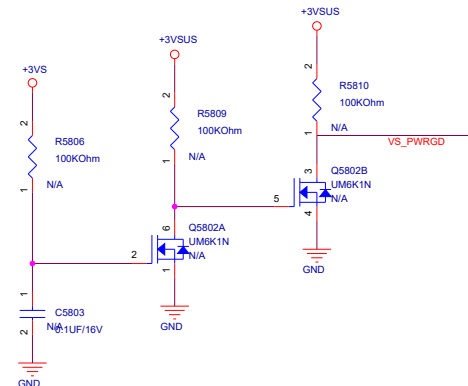 +3VSUS
+3VSUS
+3VS
2
R5810
100KOhm
1
N/A
VS_PWRGD
2
R5809
100KOhm
1
N/A
2
R5806
100KOhm
1
N/A
3
Q5802B
UM6K1N
N/A
5
4
GND
6
Q5802A
UM6K1N
N/A
2
1
GND
1
C5803
N/A
0.1UF/16V
2
GND